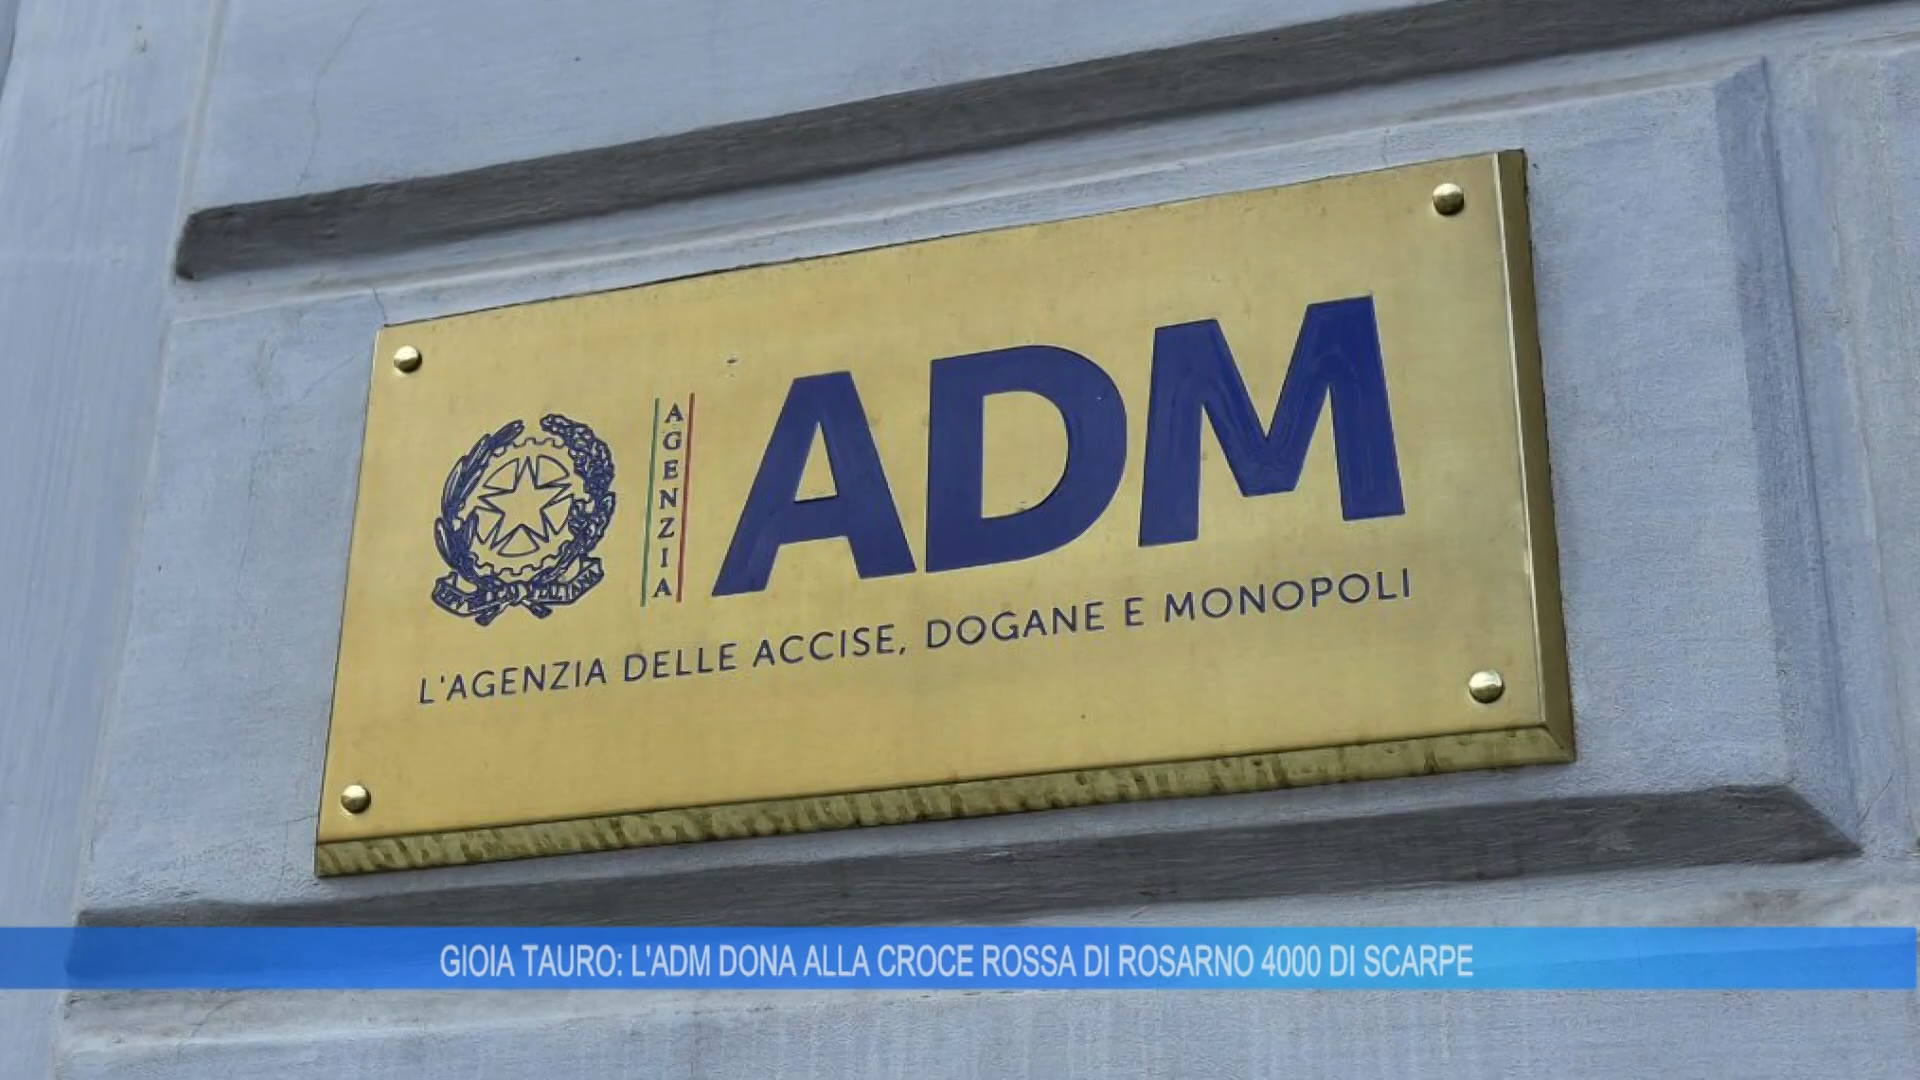 AGENZIA
ADM
L'AGENZIA DELLE ACCISE, DOGANE E MONOPOLI
GIOIA TAURO: L'ADM DONA ALLA CROCE ROSSA DI ROSARNO 4000 DI SCARPE